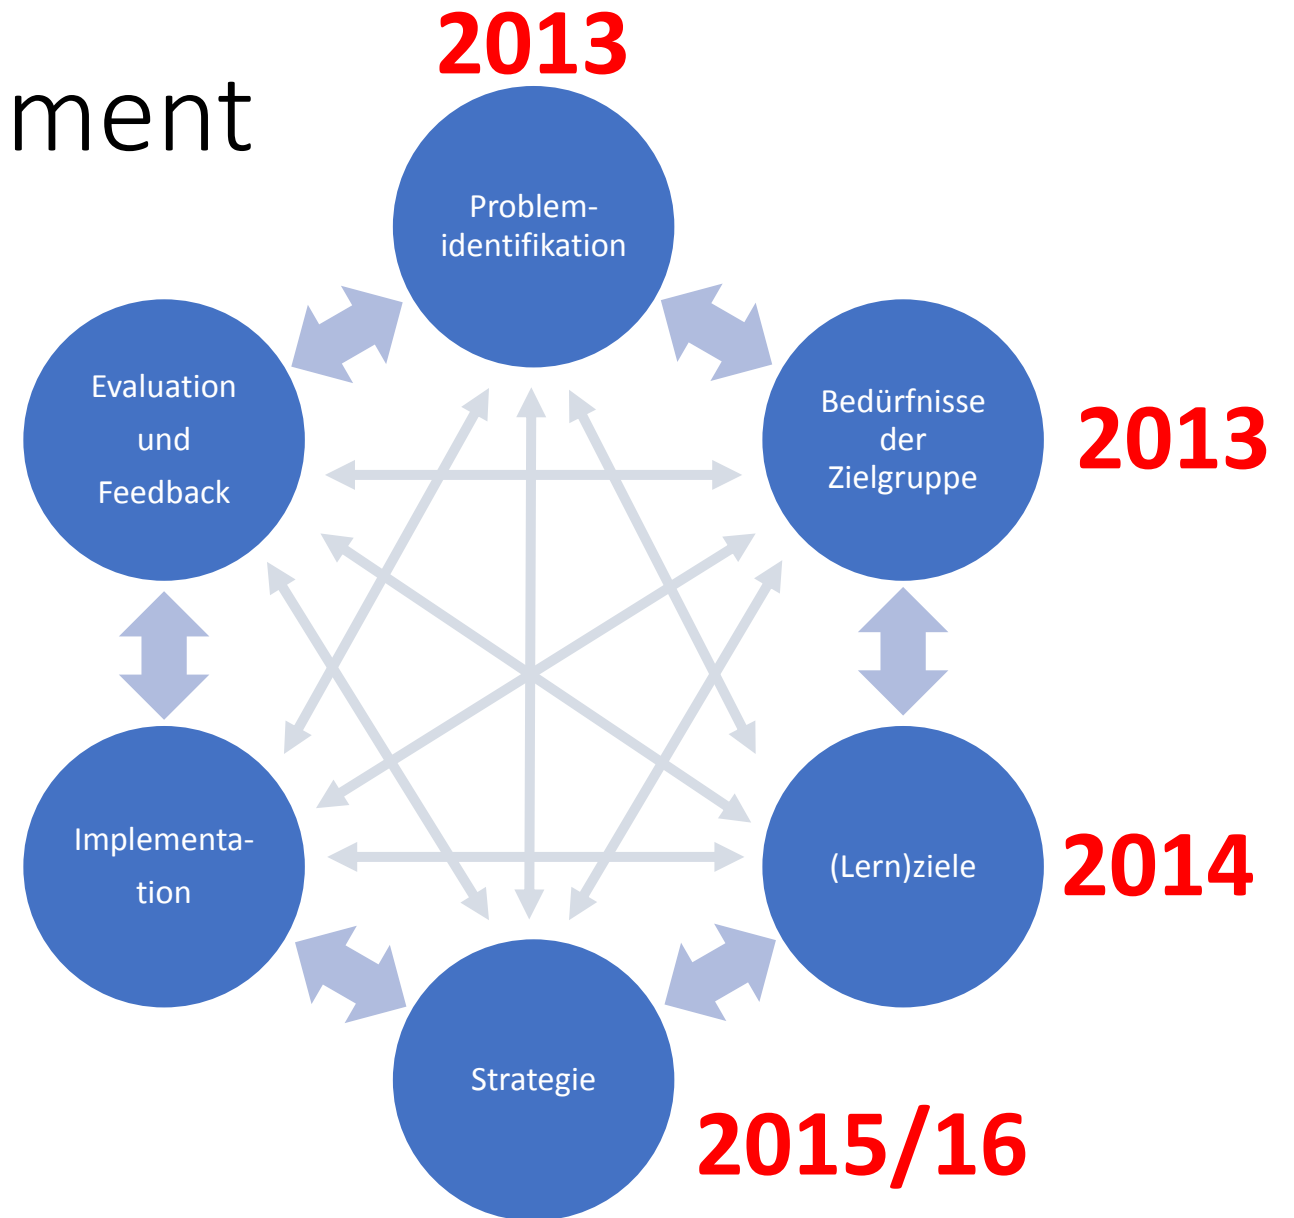 2013
ment
Problem-
identifikation
Evaluation
und
Feedback
Bedürfnisse
der
Zielgruppe
2013
Implementa-
tion
(Lern)ziele
2014
Strategie
2015/16